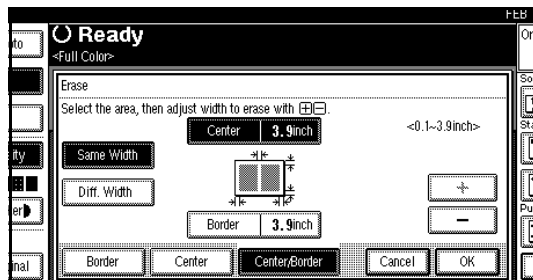 FEB
Ready
<Full Color>
Erase
Select the area, then adjust width to erase with ⊞⊟.
Center 3.9inch
<0.1~3.9inch>
Same Width
Diff. Width
+
−
Border 3.9inch
Border Center Center/Border Cancel OK